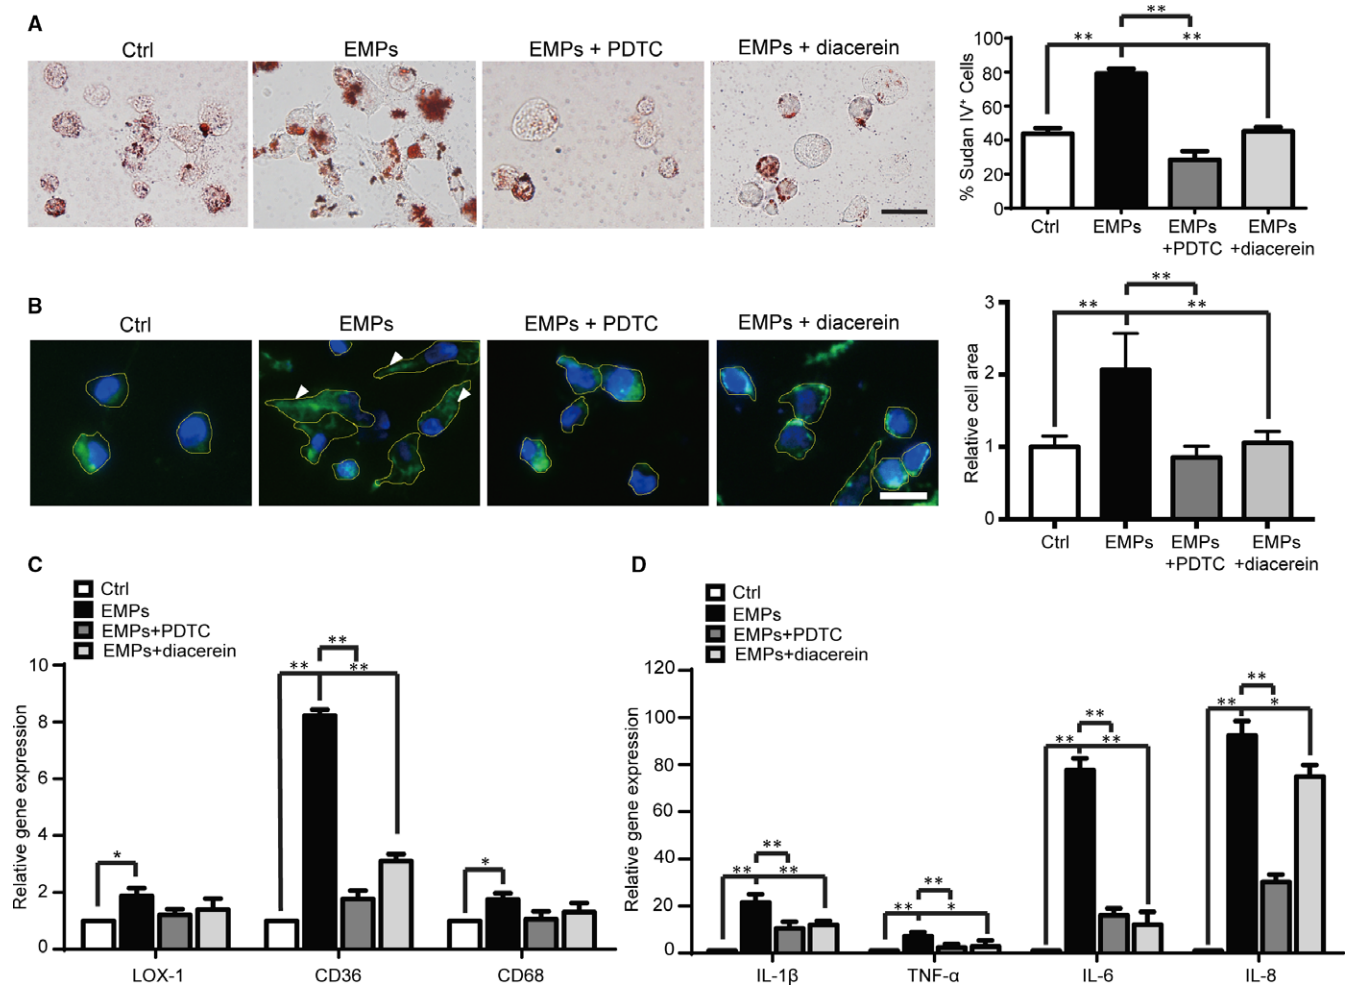 A
Ctrl
EMPs
EMPs + PDTC
EMPs + diacerein
% Sudan IV⁺ Cells
100
80
60
40
20
0
**
**
**
Ctrl
EMPs
EMPs
+PDTC
EMPs
+diacerein
B
Ctrl
EMPs
EMPs + PDTC
EMPs + diacerein
Relative cell area
3
2
1
0
**
**
**
Ctrl
EMPs
EMPs
+PDTC
EMPs
+diacerein
C
Ctrl
EMPs
EMPs+PDTC
EMPs+diacerein
Relative gene expression
10
8
6
4
2
0
*
**
**
**
*
LOX-1
CD36
CD68
D
Ctrl
EMPs
EMPs+PDTC
EMPs+diacerein
Relative gene expression
120
100
80
60
40
20
0
**
**
**
**
**
*
**
**
**
**
**
*
IL-1β
TNF-α
IL-6
IL-8